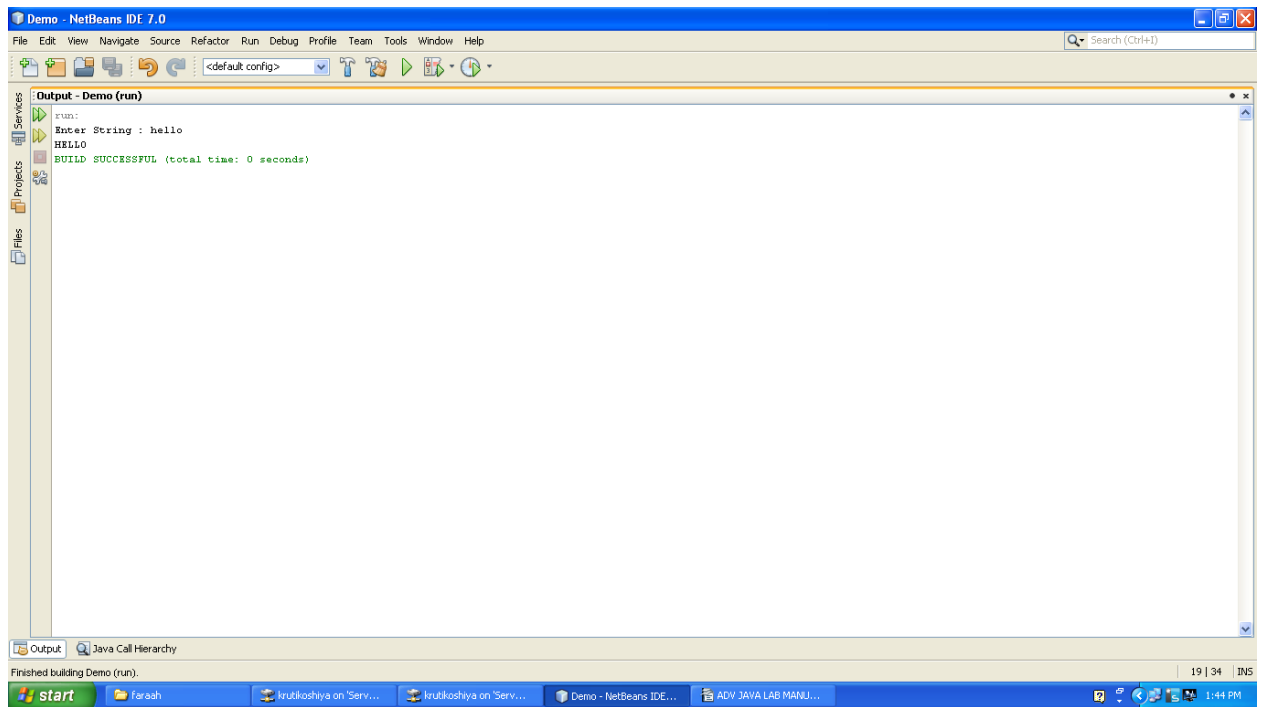 Demo - NetBeans IDE 7.0
File Edit View Navigate Source Refactor Run Debug Profile Team Tools Window Help
Search (Ctrl+I)
<default config>
Output - Demo (run)
Services
Projects
Files
run:
Enter String : hello
HELLO
BUILD SUCCESSFUL (total time: 0 seconds)
Output
Java Call Hierarchy
Finished building Demo (run).
19 | 34 INS
start
faraah
krutikoshiya on 'Serv...
krutikoshiya on 'Serv...
Demo - NetBeans IDE...
ADV JAVA LAB MANU...
1:44 PM